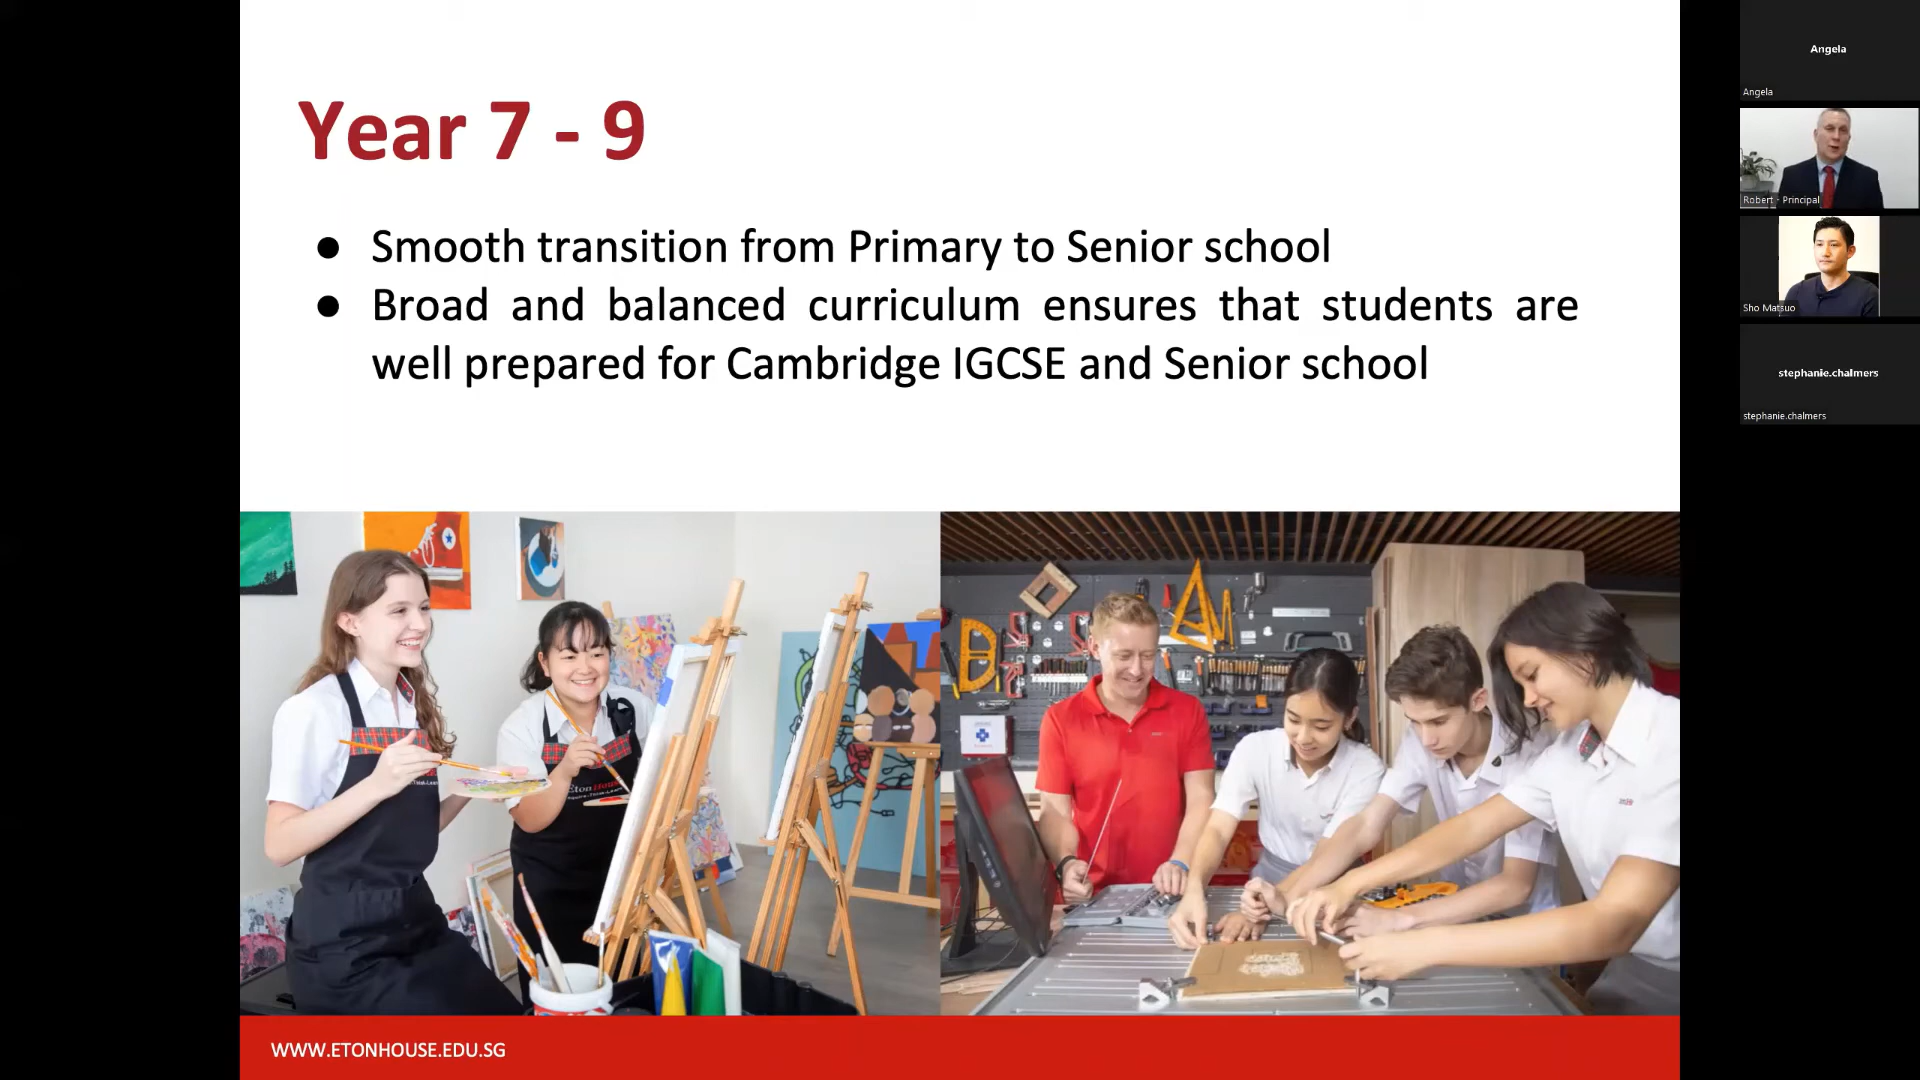 Year 7 - 9
● Smooth transition from Primary to Senior school
● Broad and balanced curriculum ensures that students are
well prepared for Cambridge IGCSE and Senior school
EtonHouse
WWW.ETONHOUSE.EDU.SG
Angela
Angela
Robert - Principal
Sho Matsuo
stephanie.chalmers
stephanie.chalmers